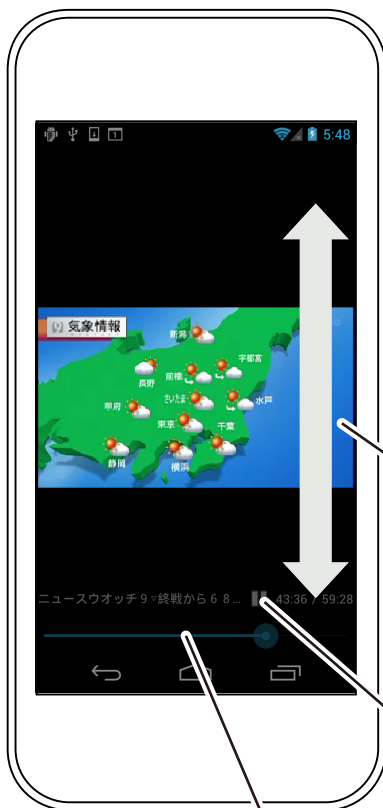 5:48
気象情報
新潟
宇都宮
長野
前橋
さいたま
水戸
甲府
東京
千葉
静岡
横浜
ニュースウオッチ９▽終戦から６８... 43:36 / 59:28